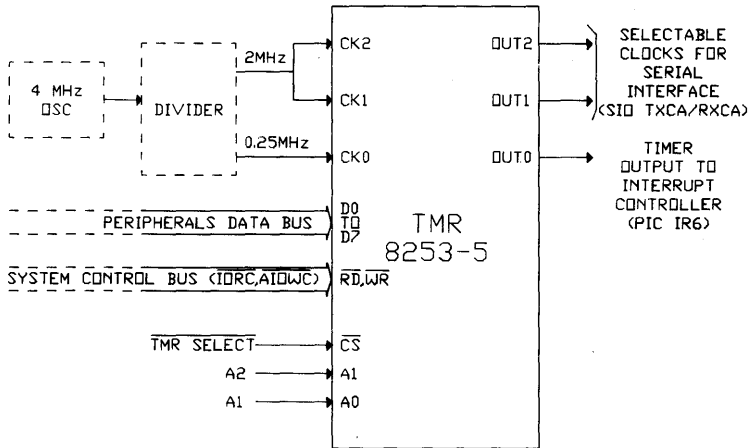 4 MHz
OSC
DIVIDER
2MHz
0.25MHz
CK2
CK1
CK0
OUT2
OUT1
OUT0
SELECTABLE
CLOCKS FOR
SERIAL
INTERFACE
(SIO TXCA/RXCA)
TIMER
OUTPUT TO
INTERRUPT
CONTROLLER
(PIC IR6)
PERIPHERALS DATA BUS
D0
TO
D7
TMR
8253-5
SYSTEM CONTROL BUS (IORC,AIOWC)
RD,WR
TMR SELECT
CS
A2
A1
A1
A0